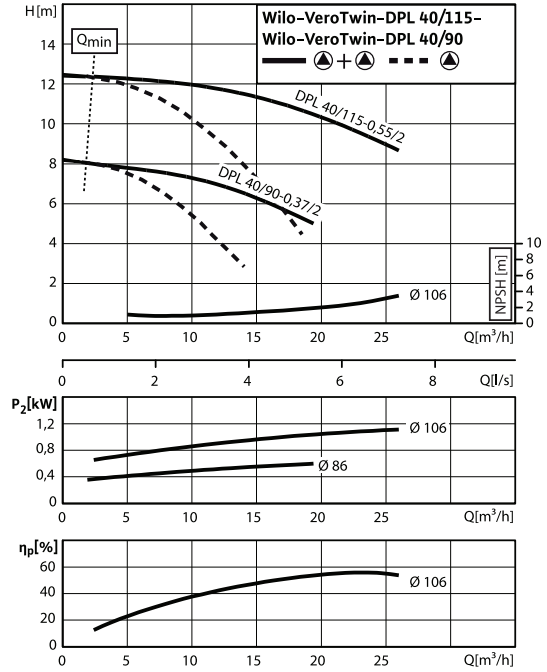 H[m]
Wilo-VeroTwin-DPL 40/115-
Wilo-VeroTwin-DPL 40/90
+
Qmin
14
12
10
8
6
4
2
0
DPL 40/115-0,55/2
DPL 40/90-0,37/2
Ø 106
10
8
6
4
2
0
NPSH [m]
0 5 10 15 20 25 Q[m³/h]
0 2 4 6 8 Q[l/s]
P₂[kW]
1,2
0,8
0,4
0
Ø 106
Ø 86
0 5 10 15 20 25 Q[m³/h]
ηp[%]
60
40
20
0
Ø 106
0 5 10 15 20 25 Q[m³/h]